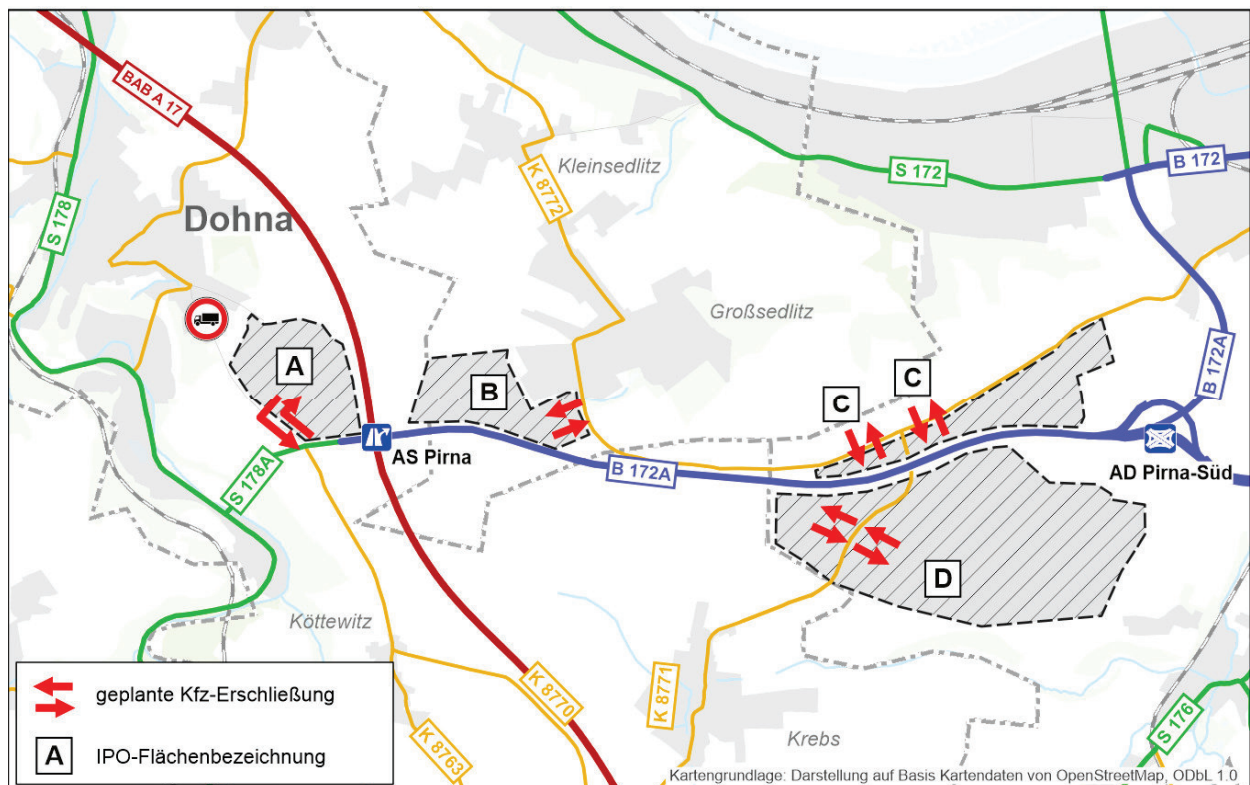 BAB A 17
S 178
Dohna
K 8772
Kleinsedlitz
S 172
B 172
Großsedlitz
B 172A
A
B
C
C
AS Pirna
B 172A
AD Pirna-Süd
S 178A
D
Köttewitz
K 8770
K 8771
K 8763
Krebs
S 176
geplante Kfz-Erschließung
A IPO-Flächenbezeichnung
Kartengrundlage: Darstellung auf Basis Kartendaten von OpenStreetMap, ODbL 1.0